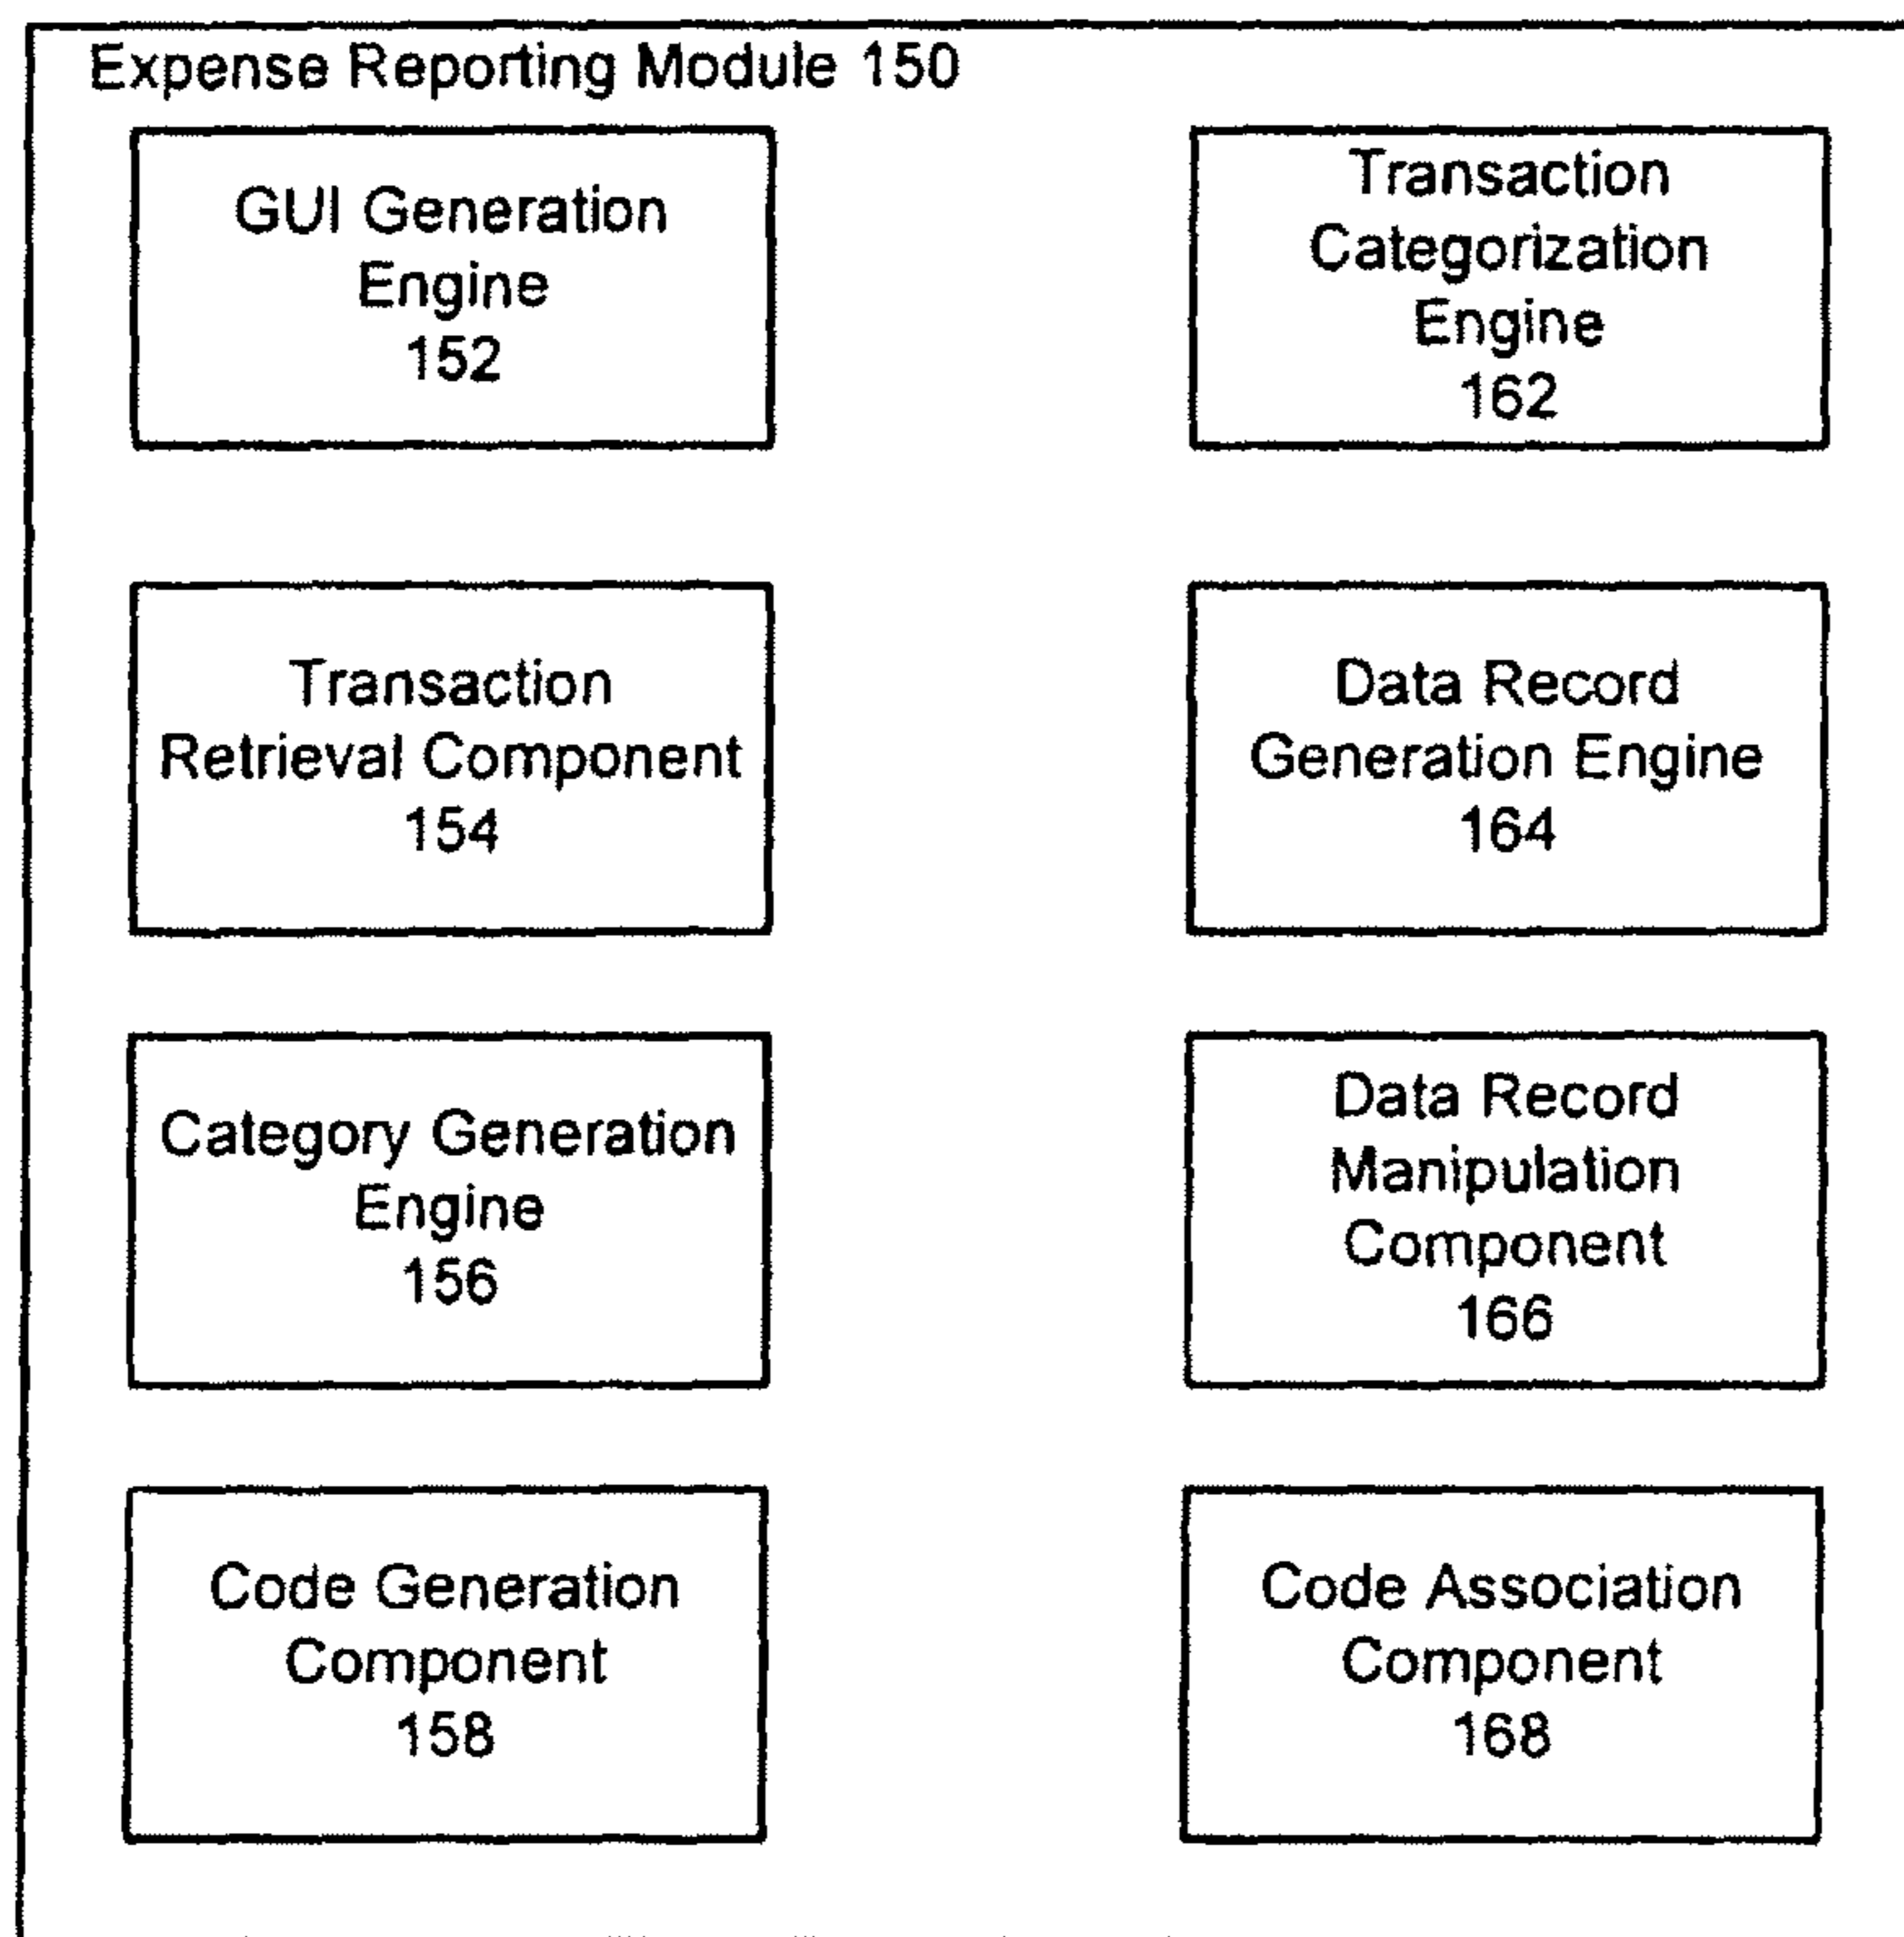 Expense Reporting Module 150
GUI Generation
Engine
152
Transaction
Categorization
Engine
162
Transaction
Retrieval Component
154
Data Record
Generation Engine
164
Category Generation
Engine
156
Data Record
Manipulation
Component
166
Code Generation
Component
158
Code Association
Component
168